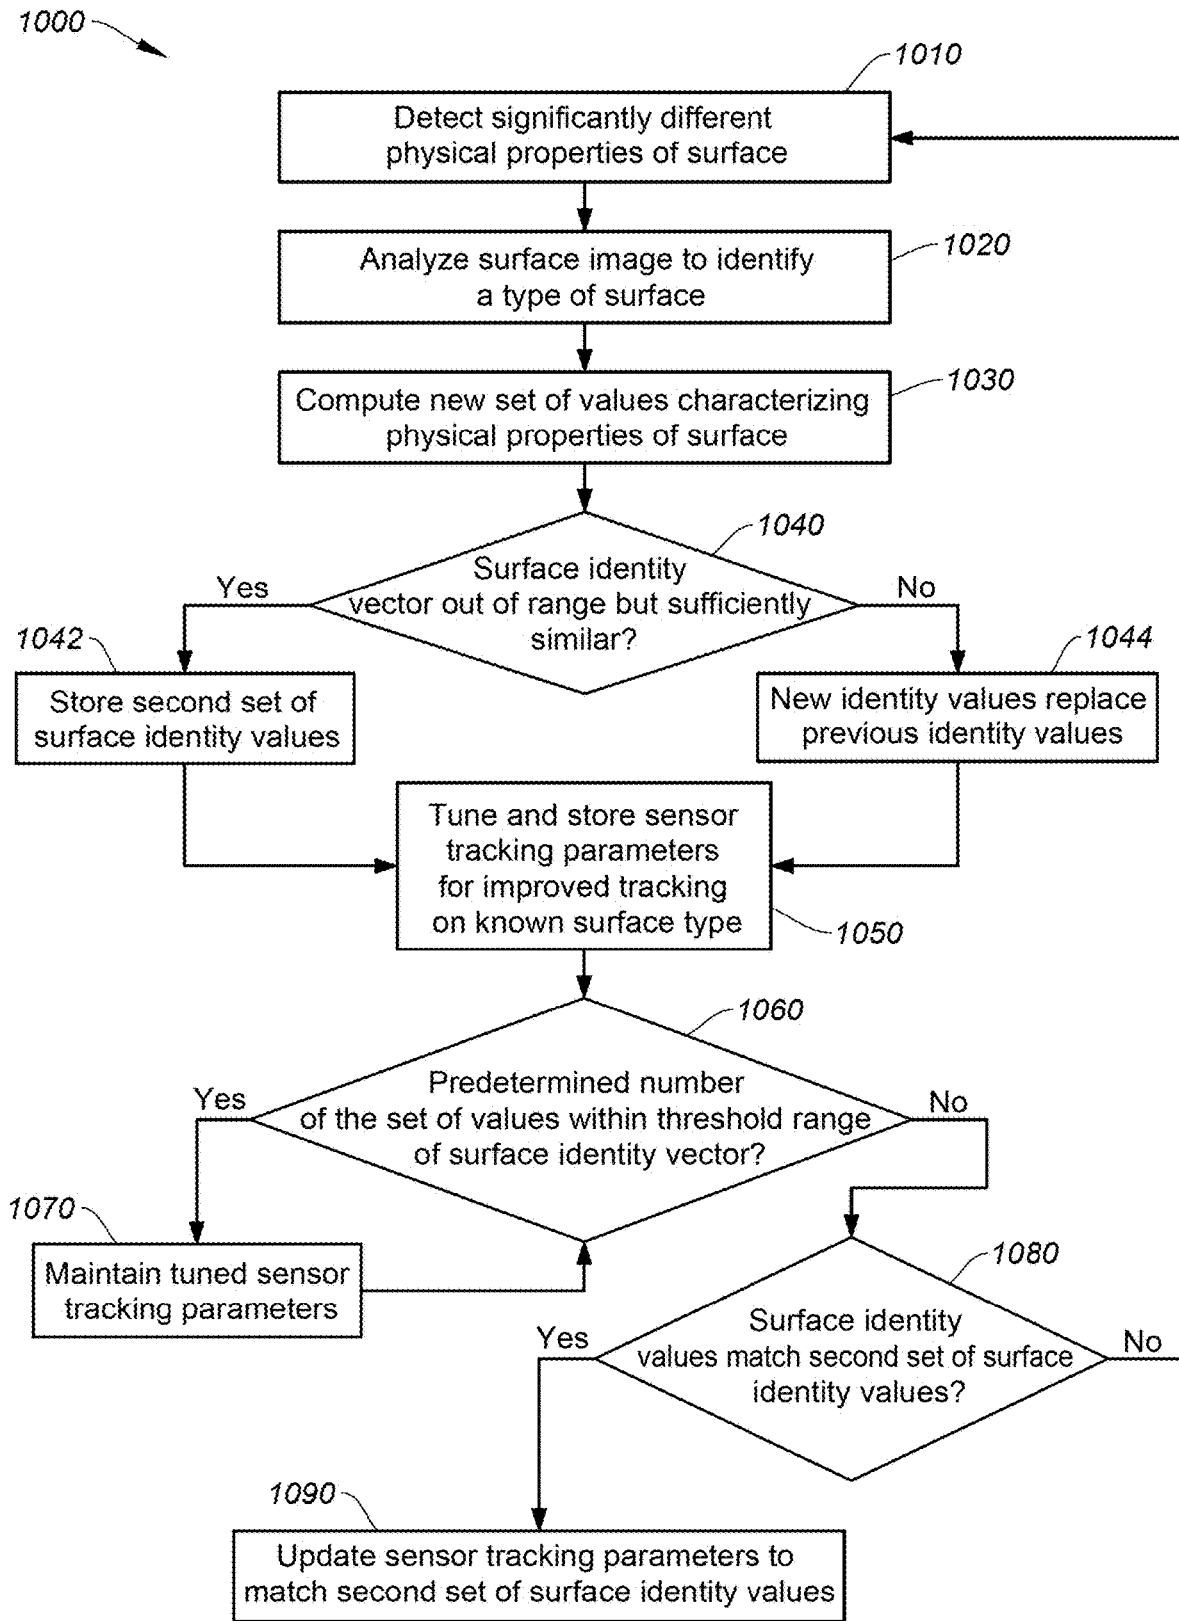 1000
1010
Detect significantly different
physical properties of surface
1020
Analyze surface image to identify
a type of surface
1030
Compute new set of values characterizing
physical properties of surface
1040
Surface identity
vector out of range but sufficiently
similar?
Yes
No
1042
Store second set of
surface identity values
1044
New identity values replace
previous identity values
Tune and store sensor
tracking parameters
for improved tracking
on known surface type
1050
1060
Predetermined number
of the set of values within threshold range
of surface identity vector?
Yes
No
1070
Maintain tuned sensor
tracking parameters
1080
Surface identity
values match second set of surface
identity values?
Yes
No
1090
Update sensor tracking parameters to
match second set of surface identity values